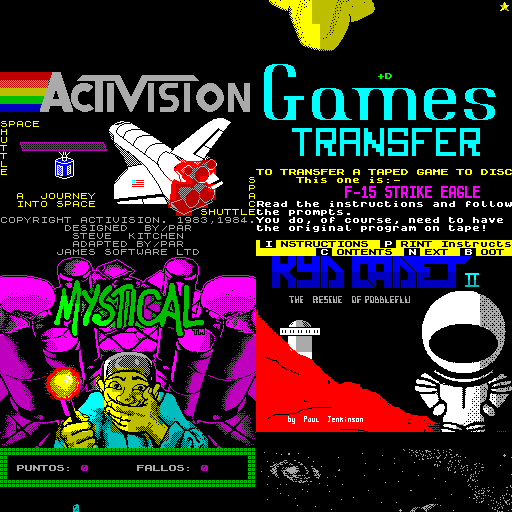 ACTIVISION
SPACE
SHUTTLE
A JOURNEY
INTO SPACE
SPACE
SHUTTLE
COPYRIGHT ACTIVISION. 1983,1984.
DESIGNED BY/PAR
STEVE KITCHEN
ADAPTED BY/PAR
JAMES SOFTWARE LTD
+D
Games
TRANSFER
TO TRANSFER A TAPED GAME TO DISC
This one is:-
F-15 STRIKE EAGLE
Read the instructions and follow
the prompts.
You do, of course, need to have
the original program on tape!
INSTRUCTIONS PRINT Instructs
CONTENTS NEXT BOOT
MYSTICAL
TM
PUNTOS: 0 FALLOS: 0
II
THE RESCUE OF POBBLEFLU
by Paul Jenkinson